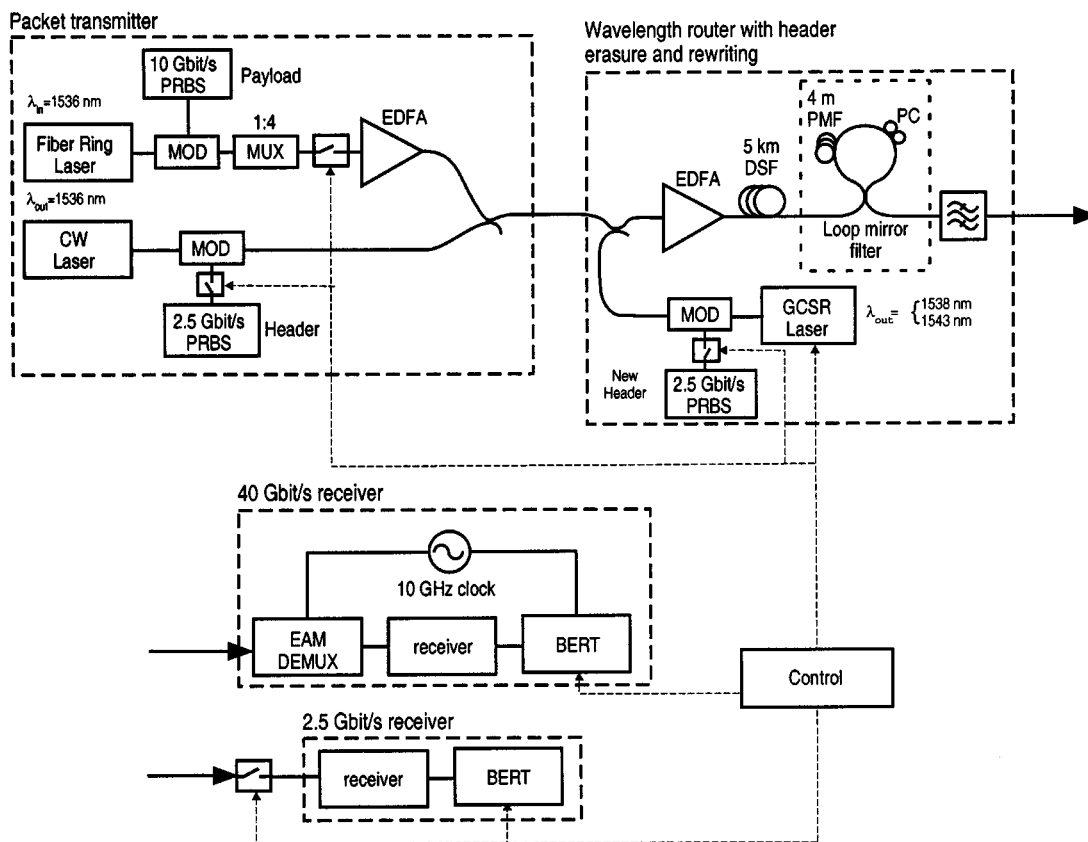 Packet transmitter
10 Gbit/s
PRBS
Payload
λin=1536 nm
Fiber Ring
Laser
MOD
1:4
MUX
EDFA
λout=1536 nm
CW
Laser
MOD
2.5 Gbit/s
PRBS
Header
Wavelength router with header
erasure and rewriting
EDFA
5 km
DSF
4 m
PMF
PC
Loop mirror
filter
MOD
GCSR
Laser
λout= { 1538 nm
1543 nm
New
Header
2.5 Gbit/s
PRBS
40 Gbit/s receiver
10 GHz clock
EAM
DEMUX
receiver
BERT
Control
2.5 Gbit/s receiver
receiver
BERT